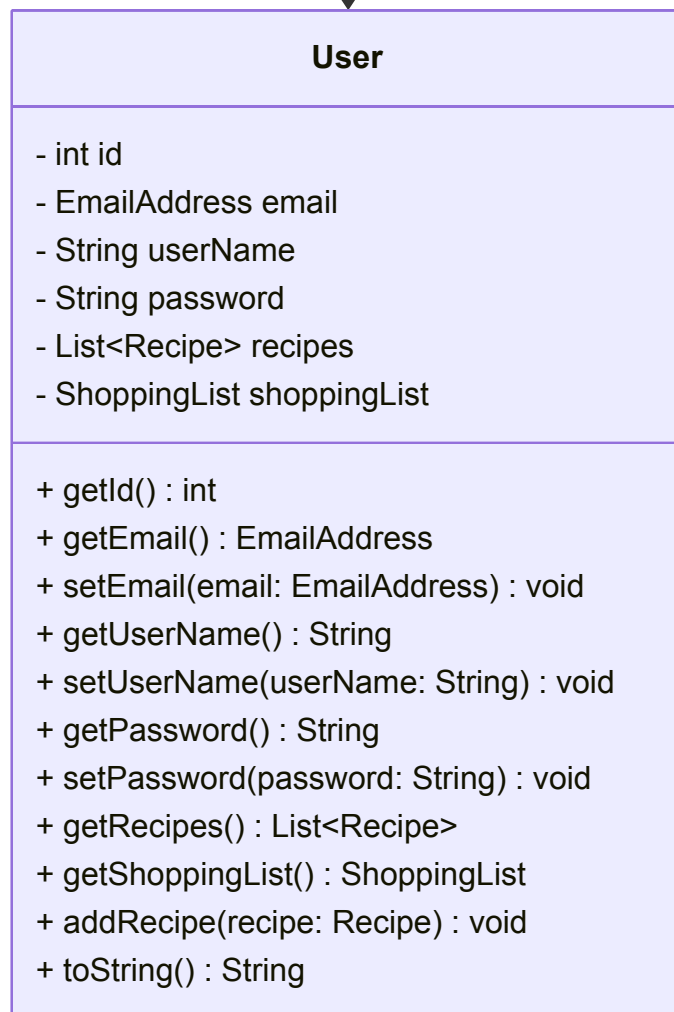 User
- int id
- EmailAddress email
- String userName
- String password
- List<Recipe> recipes
- ShoppingList shoppingList
+ getId() : int
+ getEmail() : EmailAddress
+ setEmail(email: EmailAddress) : void
+ getUserName() : String
+ setUserName(userName: String) : void
+ getPassword() : String
+ setPassword(password: String) : void
+ getRecipes() : List<Recipe>
+ getShoppingList() : ShoppingList
+ addRecipe(recipe: Recipe) : void
+ toString() : String